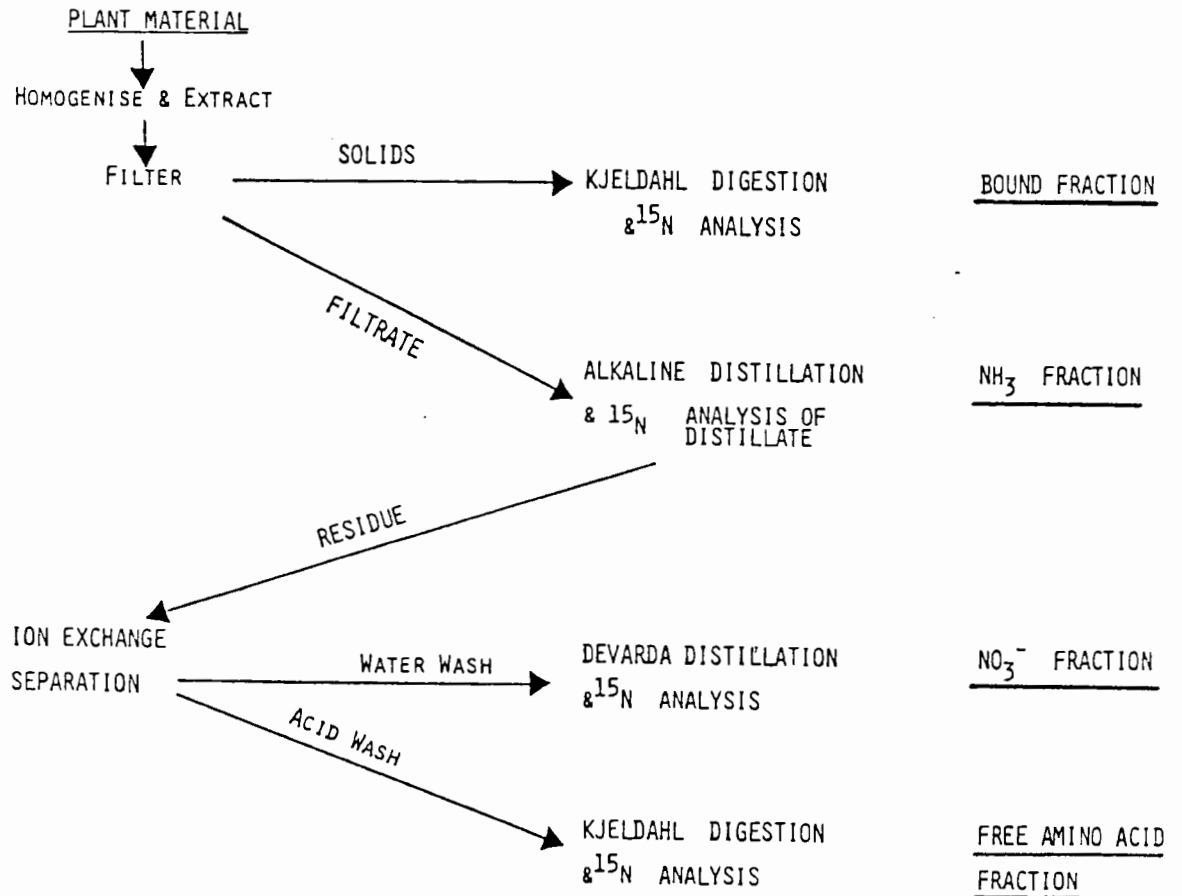 PLANT MATERIAL
HOMOGENISE & EXTRACT
FILTER
SOLIDS
KJELDAHL DIGESTION
& 15N ANALYSIS
BOUND FRACTION
FILTRATE
ALKALINE DISTILLATION
& 15N ANALYSIS OF
DISTILLATE
NH3 FRACTION
RESIDUE
ION EXCHANGE
SEPARATION
WATER WASH
DEVARDA DISTILLATION
& 15N ANALYSIS
NO3- FRACTION
ACID WASH
KJELDAHL DIGESTION
& 15N ANALYSIS
FREE AMINO ACID
FRACTION